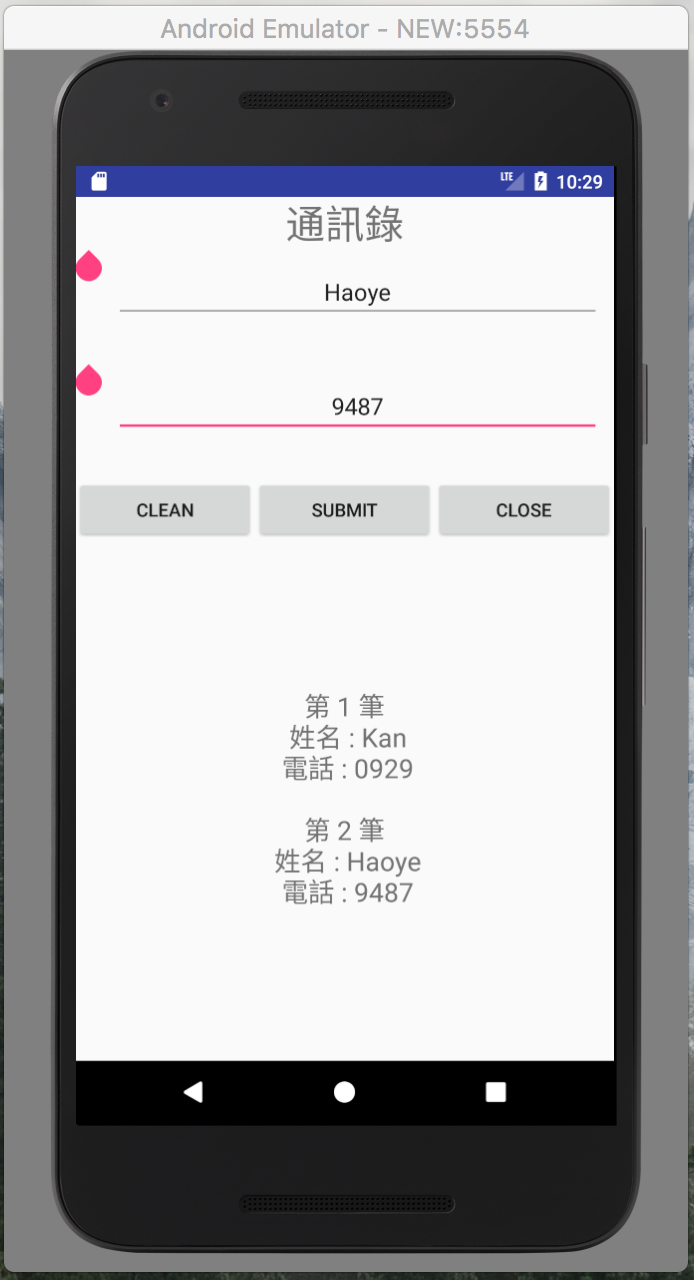 Android Emulator - NEW:5554
LTE 10:29
通訊錄
Haoye
9487
CLEAN SUBMIT CLOSE
第 1 筆
姓名 : Kan
電話 : 0929
第 2 筆
姓名 : Haoye
電話 : 9487